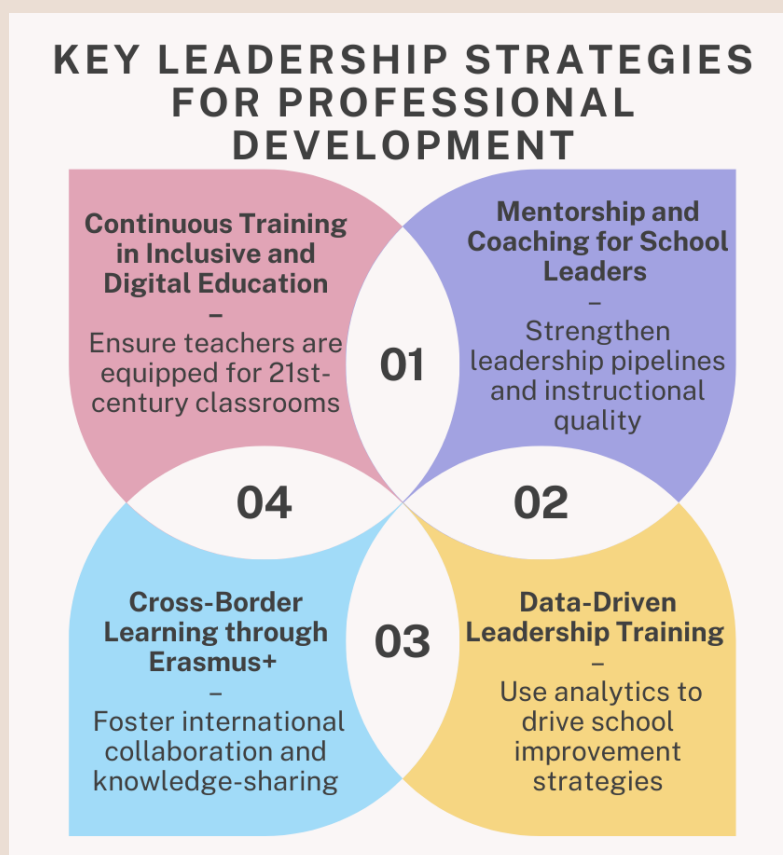 KEY LEADERSHIP STRATEGIES
FOR PROFESSIONAL
DEVELOPMENT
Continuous Training
in Inclusive and
Digital Education
–
Ensure teachers are
equipped for 21st-
century classrooms
01
Mentorship and
Coaching for School
Leaders
–
Strengthen
leadership pipelines
and instructional
quality
04
02
Cross-Border
Learning through
Erasmus+
–
Foster international
collaboration and
knowledge-sharing
03
Data-Driven
Leadership Training
–
Use analytics to
drive school
improvement
strategies